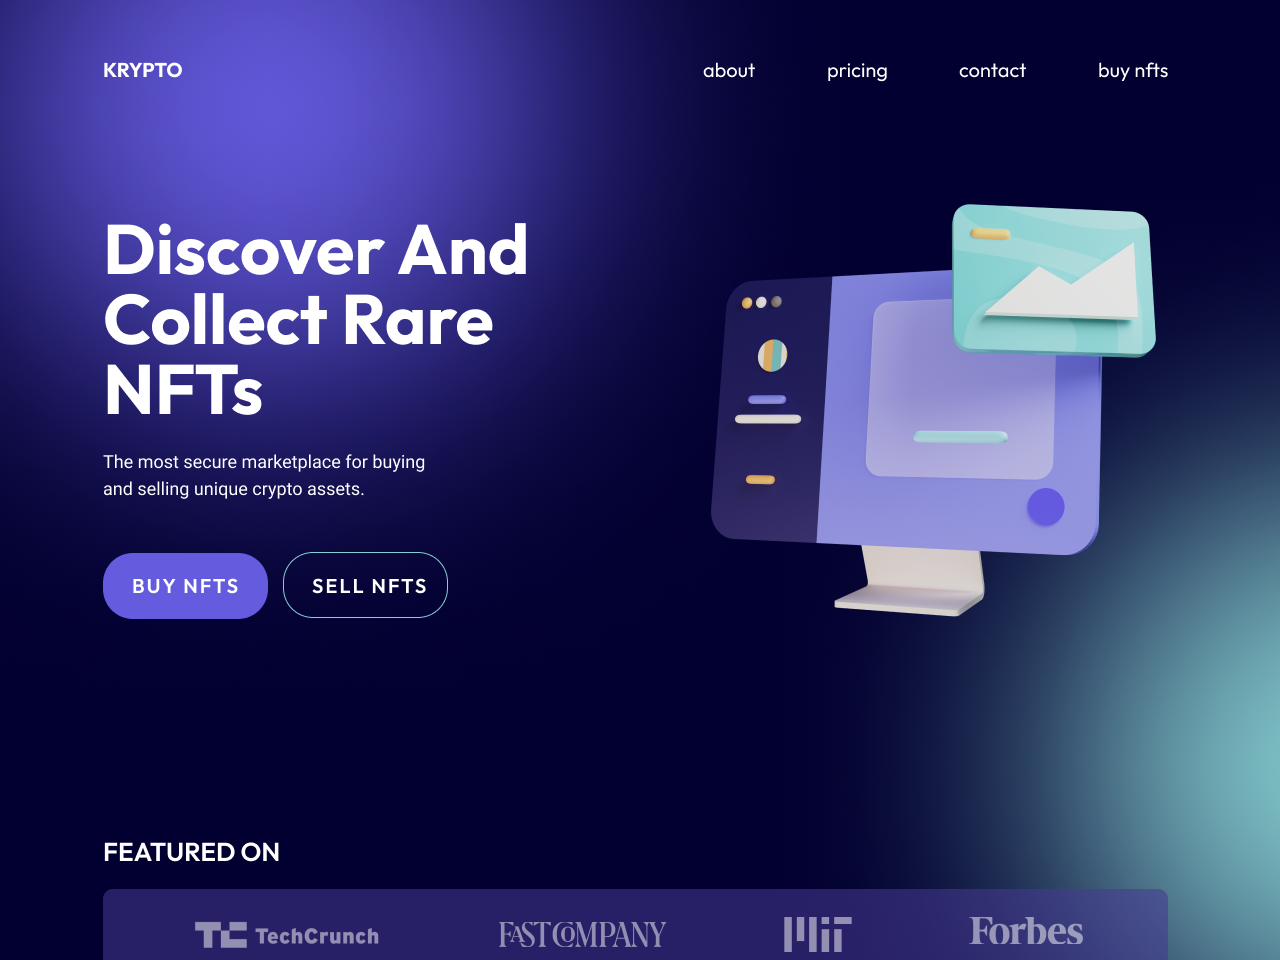 KRYPTO
about pricing contact buy nfts
Discover And
Collect Rare
NFTs
The most secure marketplace for buying
and selling unique crypto assets.
BUY NFTS SELL NFTS
FEATURED ON
TC TechCrunch FAST COMPANY MIT Forbes